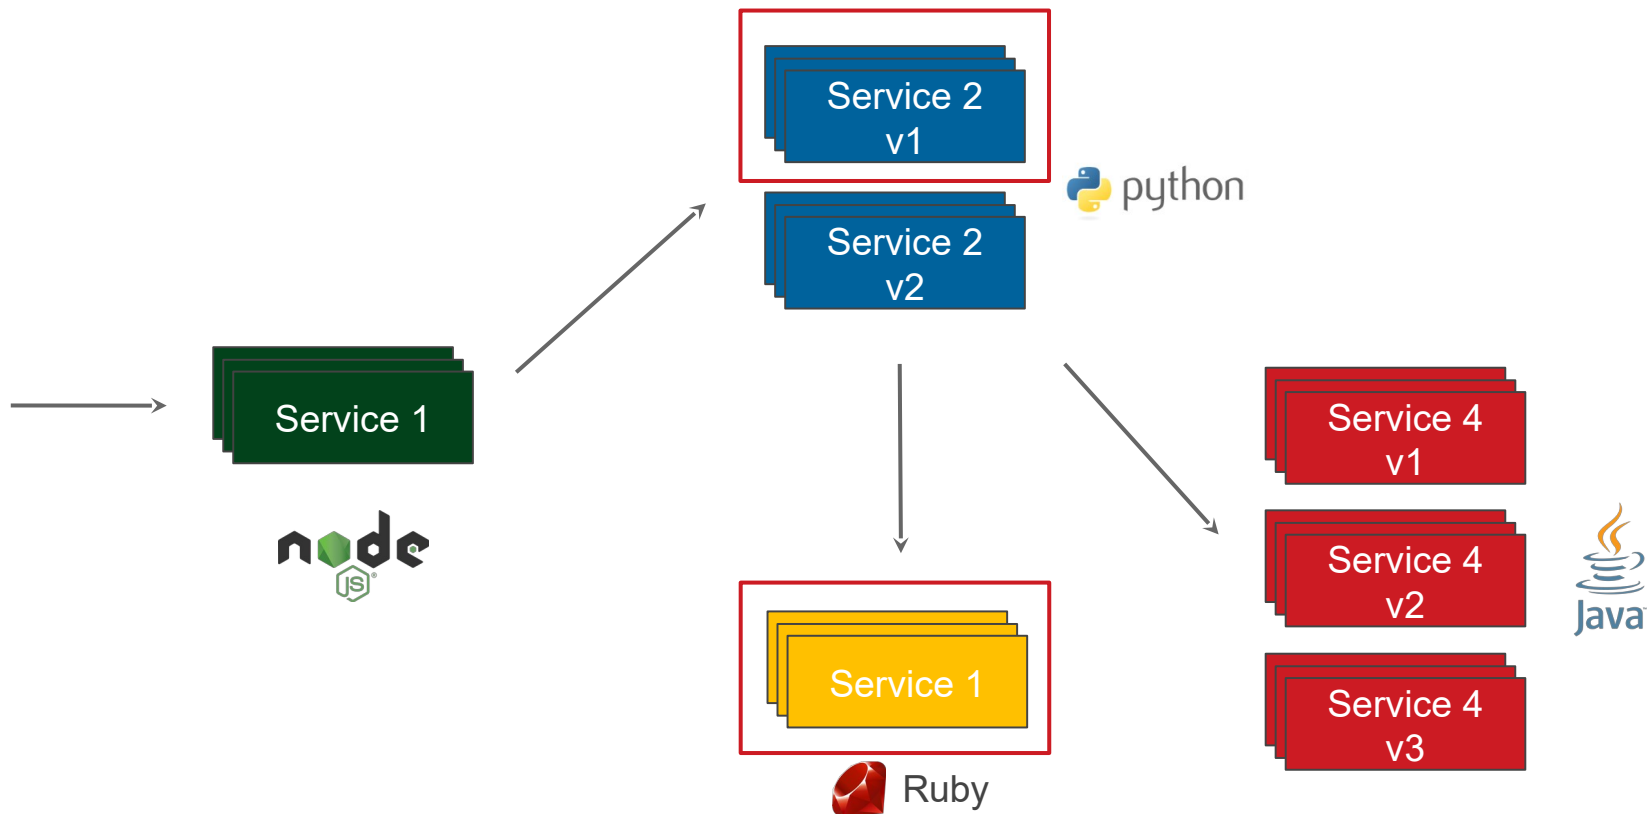 Service 2
v1
python
Service 2
v2
Service 1
node
JS®
Service 1
Ruby
Service 4
v1
Service 4
v2
Java™
Service 4
v3